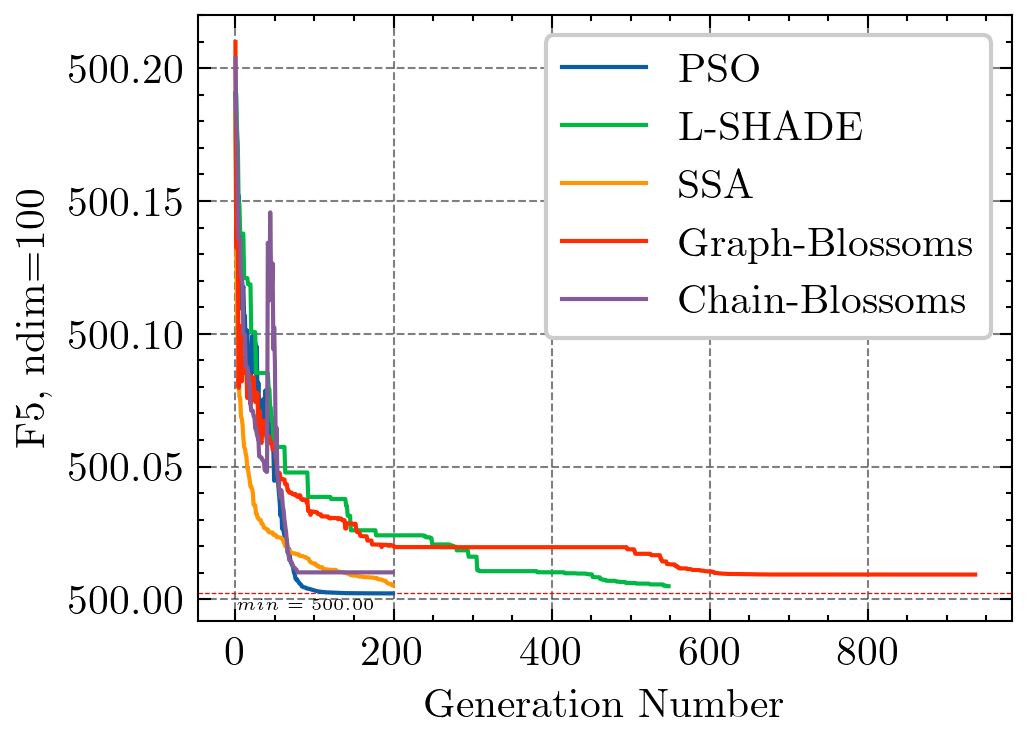 F5, ndim=100
500.20
500.15
500.10
500.05
500.00
PSO
L-SHADE
SSA
Graph-Blossoms
Chain-Blossoms
min = 500.00
0 200 400 600 800
Generation Number